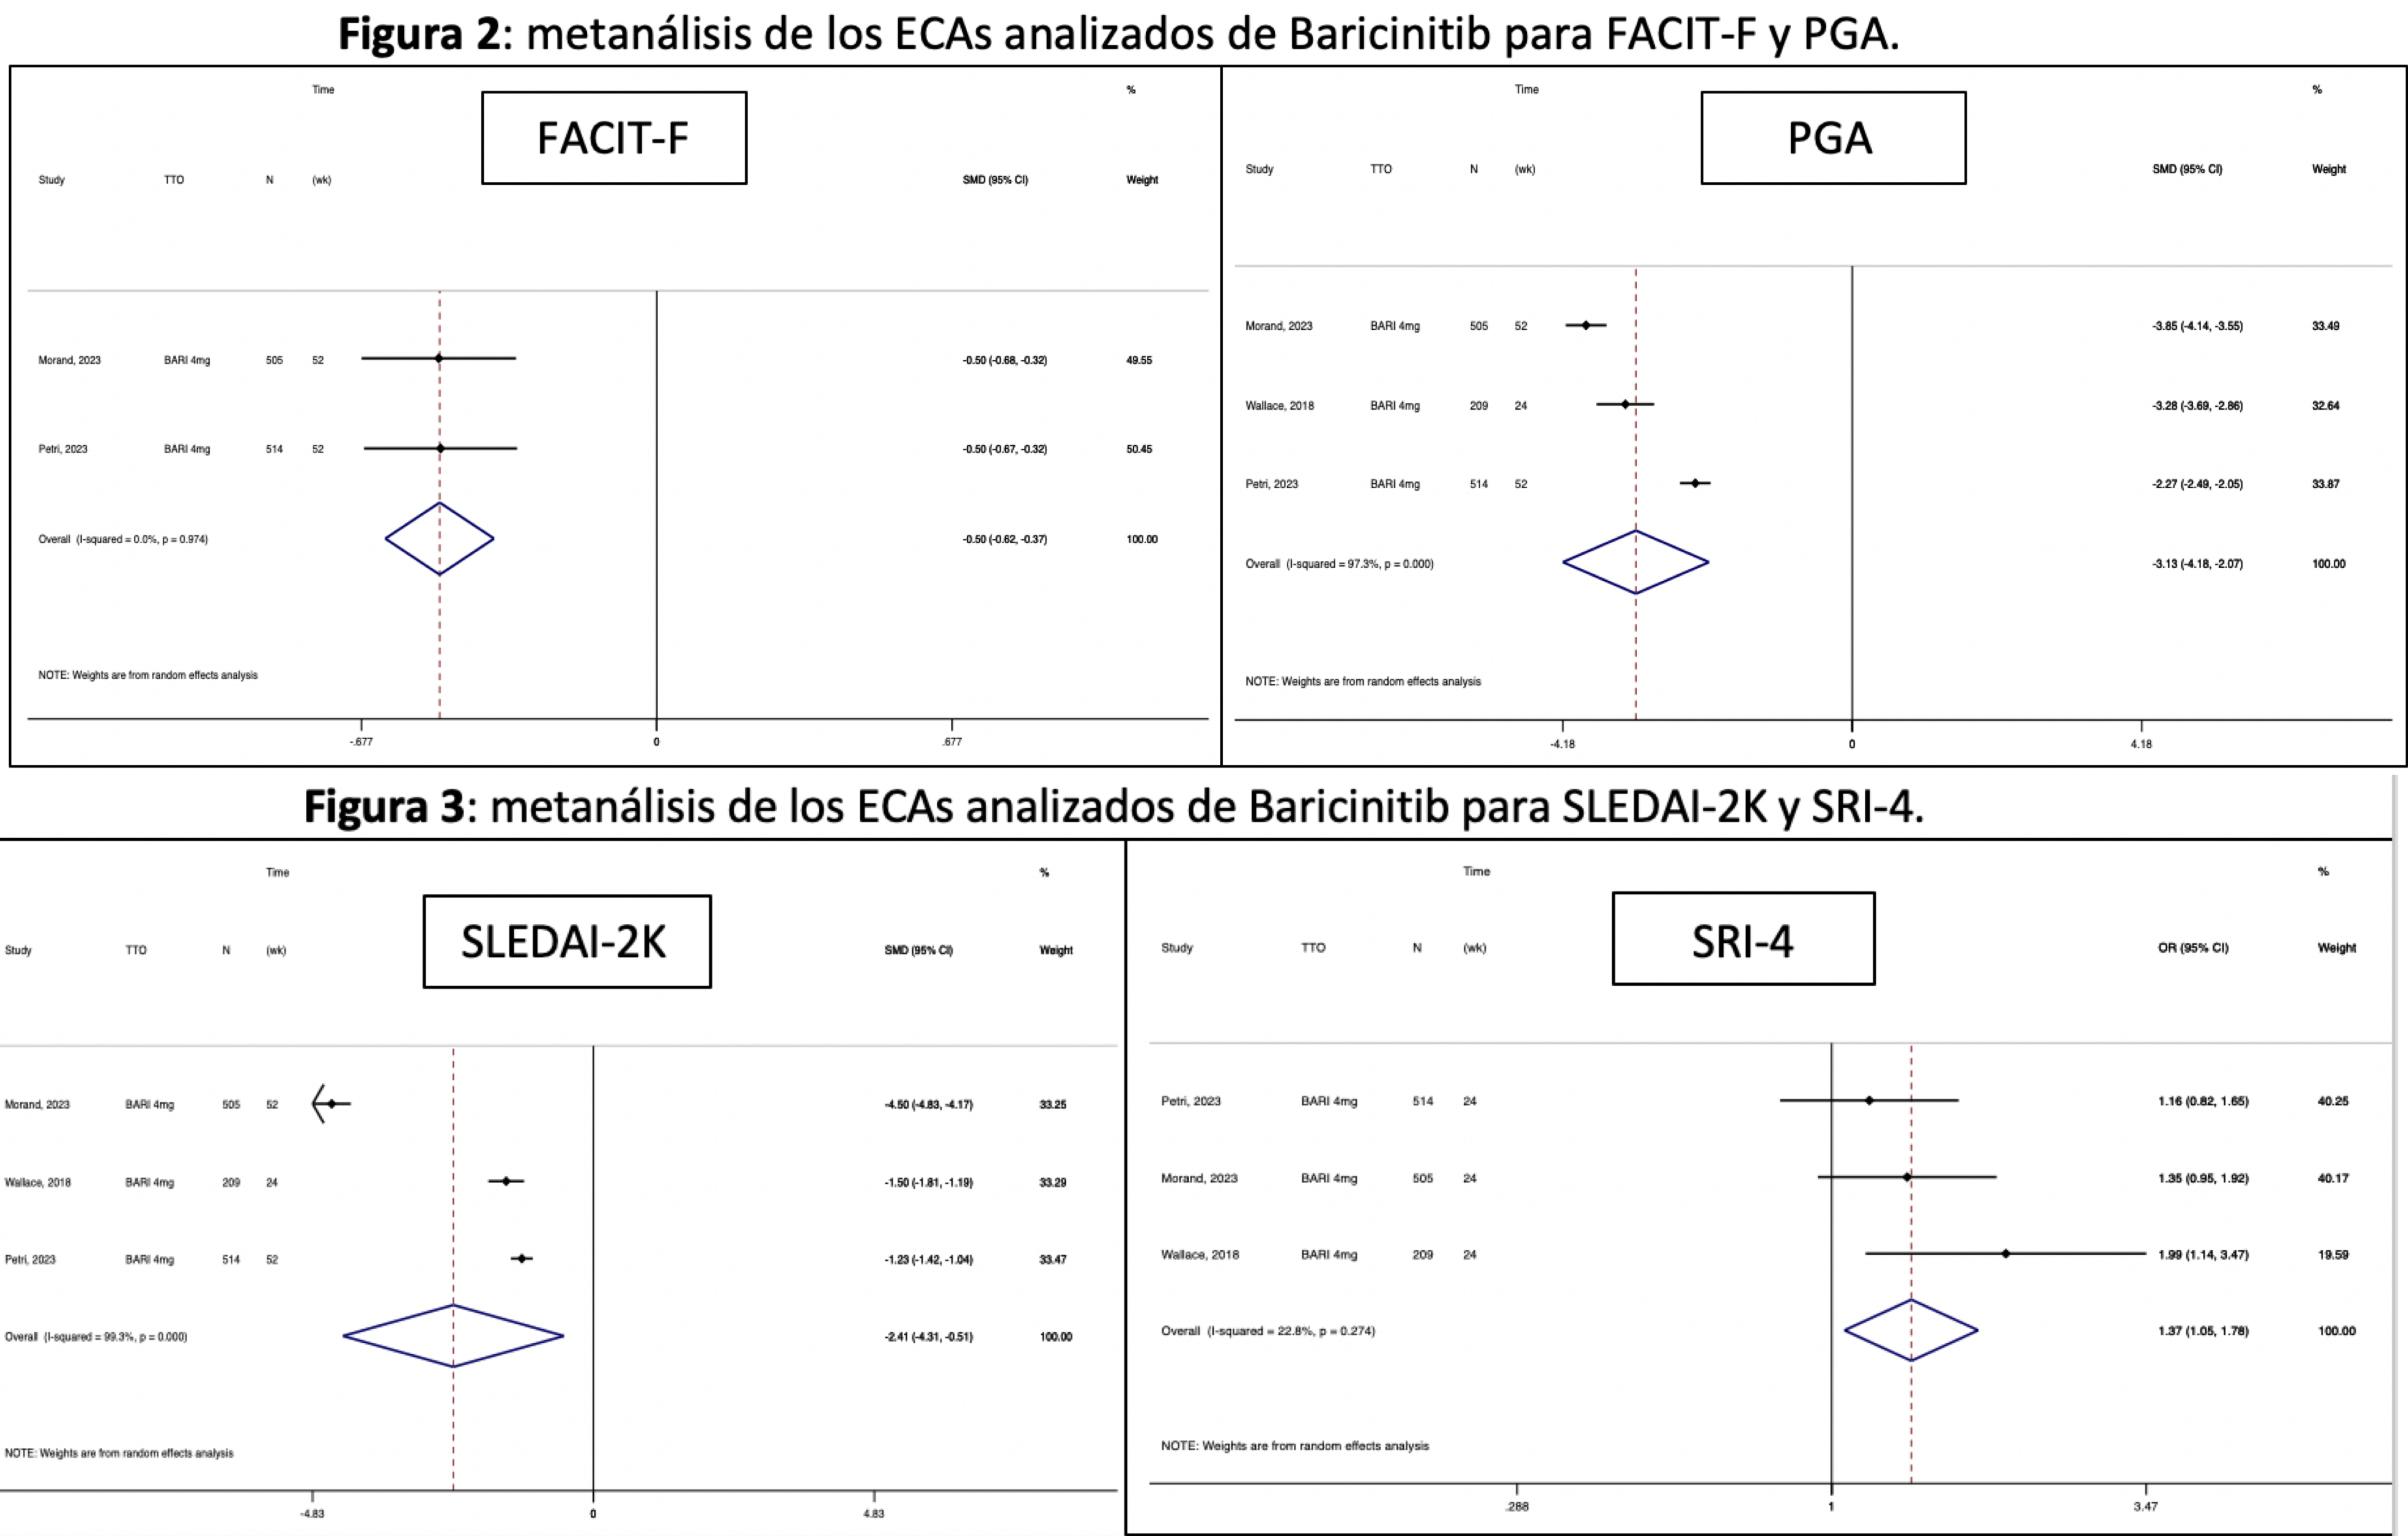 Figura 2: metanálisis de los ECAs analizados de Baricinitib para FACIT-F y PGA.
Time %
FACIT-F
Study TTO N (wk) SMD (95% CI) Weight
Morand, 2023 BARI 4mg 505 52 -0.50 (-0.68, -0.32) 49.55
Petri, 2023 BARI 4mg 514 52 -0.50 (-0.67, -0.32) 50.45
Overall (I-squared = 0.0%, p = 0.974) -0.50 (-0.62, -0.37) 100.00
NOTE: Weights are from random effects analysis
-.677 0 .677
Time %
PGA
Study TTO N (wk) SMD (95% CI) Weight
Morand, 2023 BARI 4mg 505 52 -3.85 (-4.14, -3.55) 33.49
Wallace, 2018 BARI 4mg 209 24 -3.28 (-3.69, -2.86) 32.64
Petri, 2023 BARI 4mg 514 52 -2.27 (-2.49, -2.05) 33.87
Overall (I-squared = 97.3%, p = 0.000) -3.13 (-4.18, -2.07) 100.00
NOTE: Weights are from random effects analysis
-4.18 0 4.18
Figura 3: metanálisis de los ECAs analizados de Baricinitib para SLEDAI-2K y SRI-4.
Time %
SLEDAI-2K
Study TTO N (wk) SMD (95% CI) Weight
Morand, 2023 BARI 4mg 505 52 -4.50 (-4.83, -4.17) 33.25
Wallace, 2018 BARI 4mg 209 24 -1.50 (-1.81, -1.19) 33.29
Petri, 2023 BARI 4mg 514 52 -1.23 (-1.42, -1.04) 33.47
Overall (I-squared = 99.3%, p = 0.000) -2.41 (-4.31, -0.51) 100.00
NOTE: Weights are from random effects analysis
-4.83 0 4.83
Time %
SRI-4
Study TTO N (wk) OR (95% CI) Weight
Petri, 2023 BARI 4mg 514 24 1.16 (0.82, 1.65) 40.25
Morand, 2023 BARI 4mg 505 24 1.35 (0.95, 1.92) 40.17
Wallace, 2018 BARI 4mg 209 24 1.99 (1.14, 3.47) 19.59
Overall (I-squared = 22.8%, p = 0.274) 1.37 (1.05, 1.78) 100.00
NOTE: Weights are from random effects analysis
.288 1 3.47